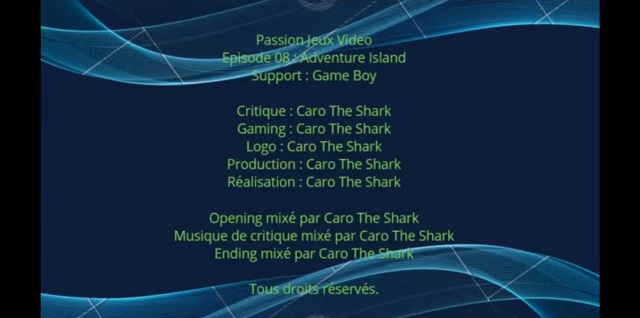 Passion Jeux Video
Episode 08 : Adventure Island
Support : Game Boy
Critique : Caro The Shark
Gaming : Caro The Shark
Logo : Caro The Shark
Production : Caro The Shark
Réalisation : Caro The Shark
Opening mixé par Caro The Shark
Musique de critique mixé par Caro The Shark
Ending mixé par Caro The Shark
Tous droits réservés.